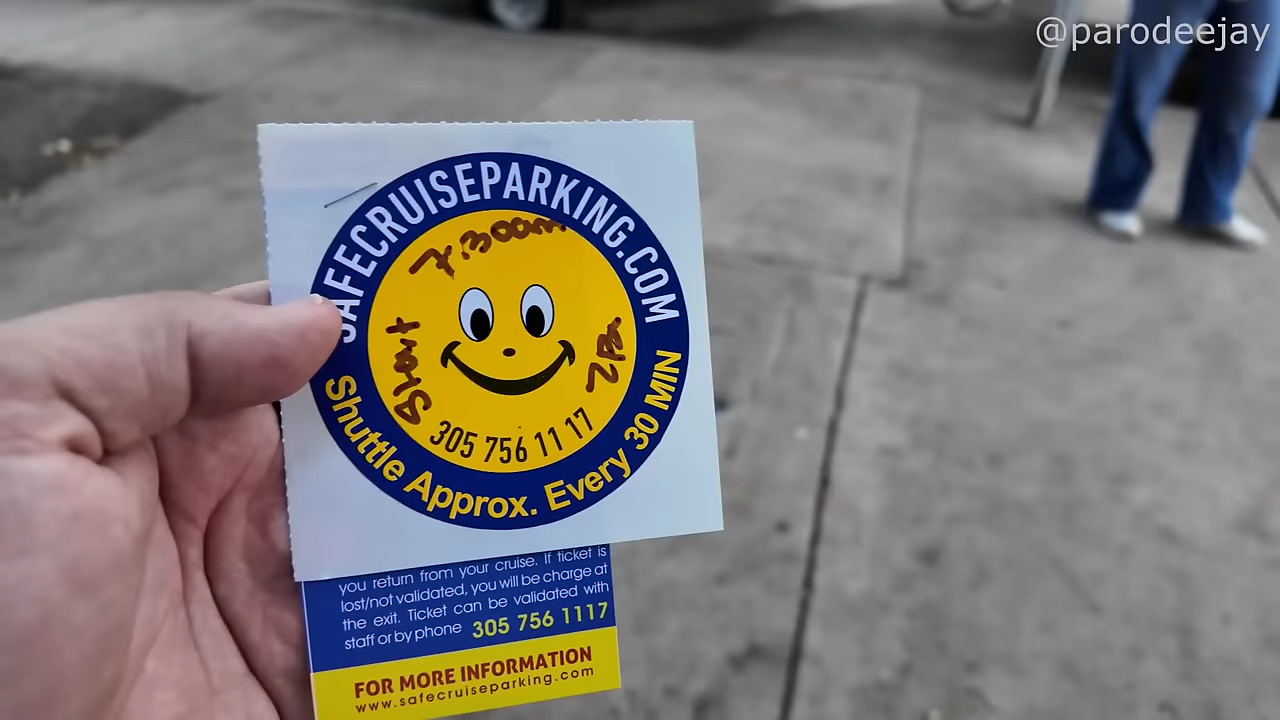 @parodeejay
SAFECRUISEPARKING.COM
7:30am
Start
2PM
305 756 11 17
Shuttle Approx. Every 30 MIN
you return from your cruise. If ticket is
lost/not validated, you will be charge at
the exit. Ticket can be validated with
staff or by phone 305 756 1117
FOR MORE INFORMATION
www.safecruiseparking.com